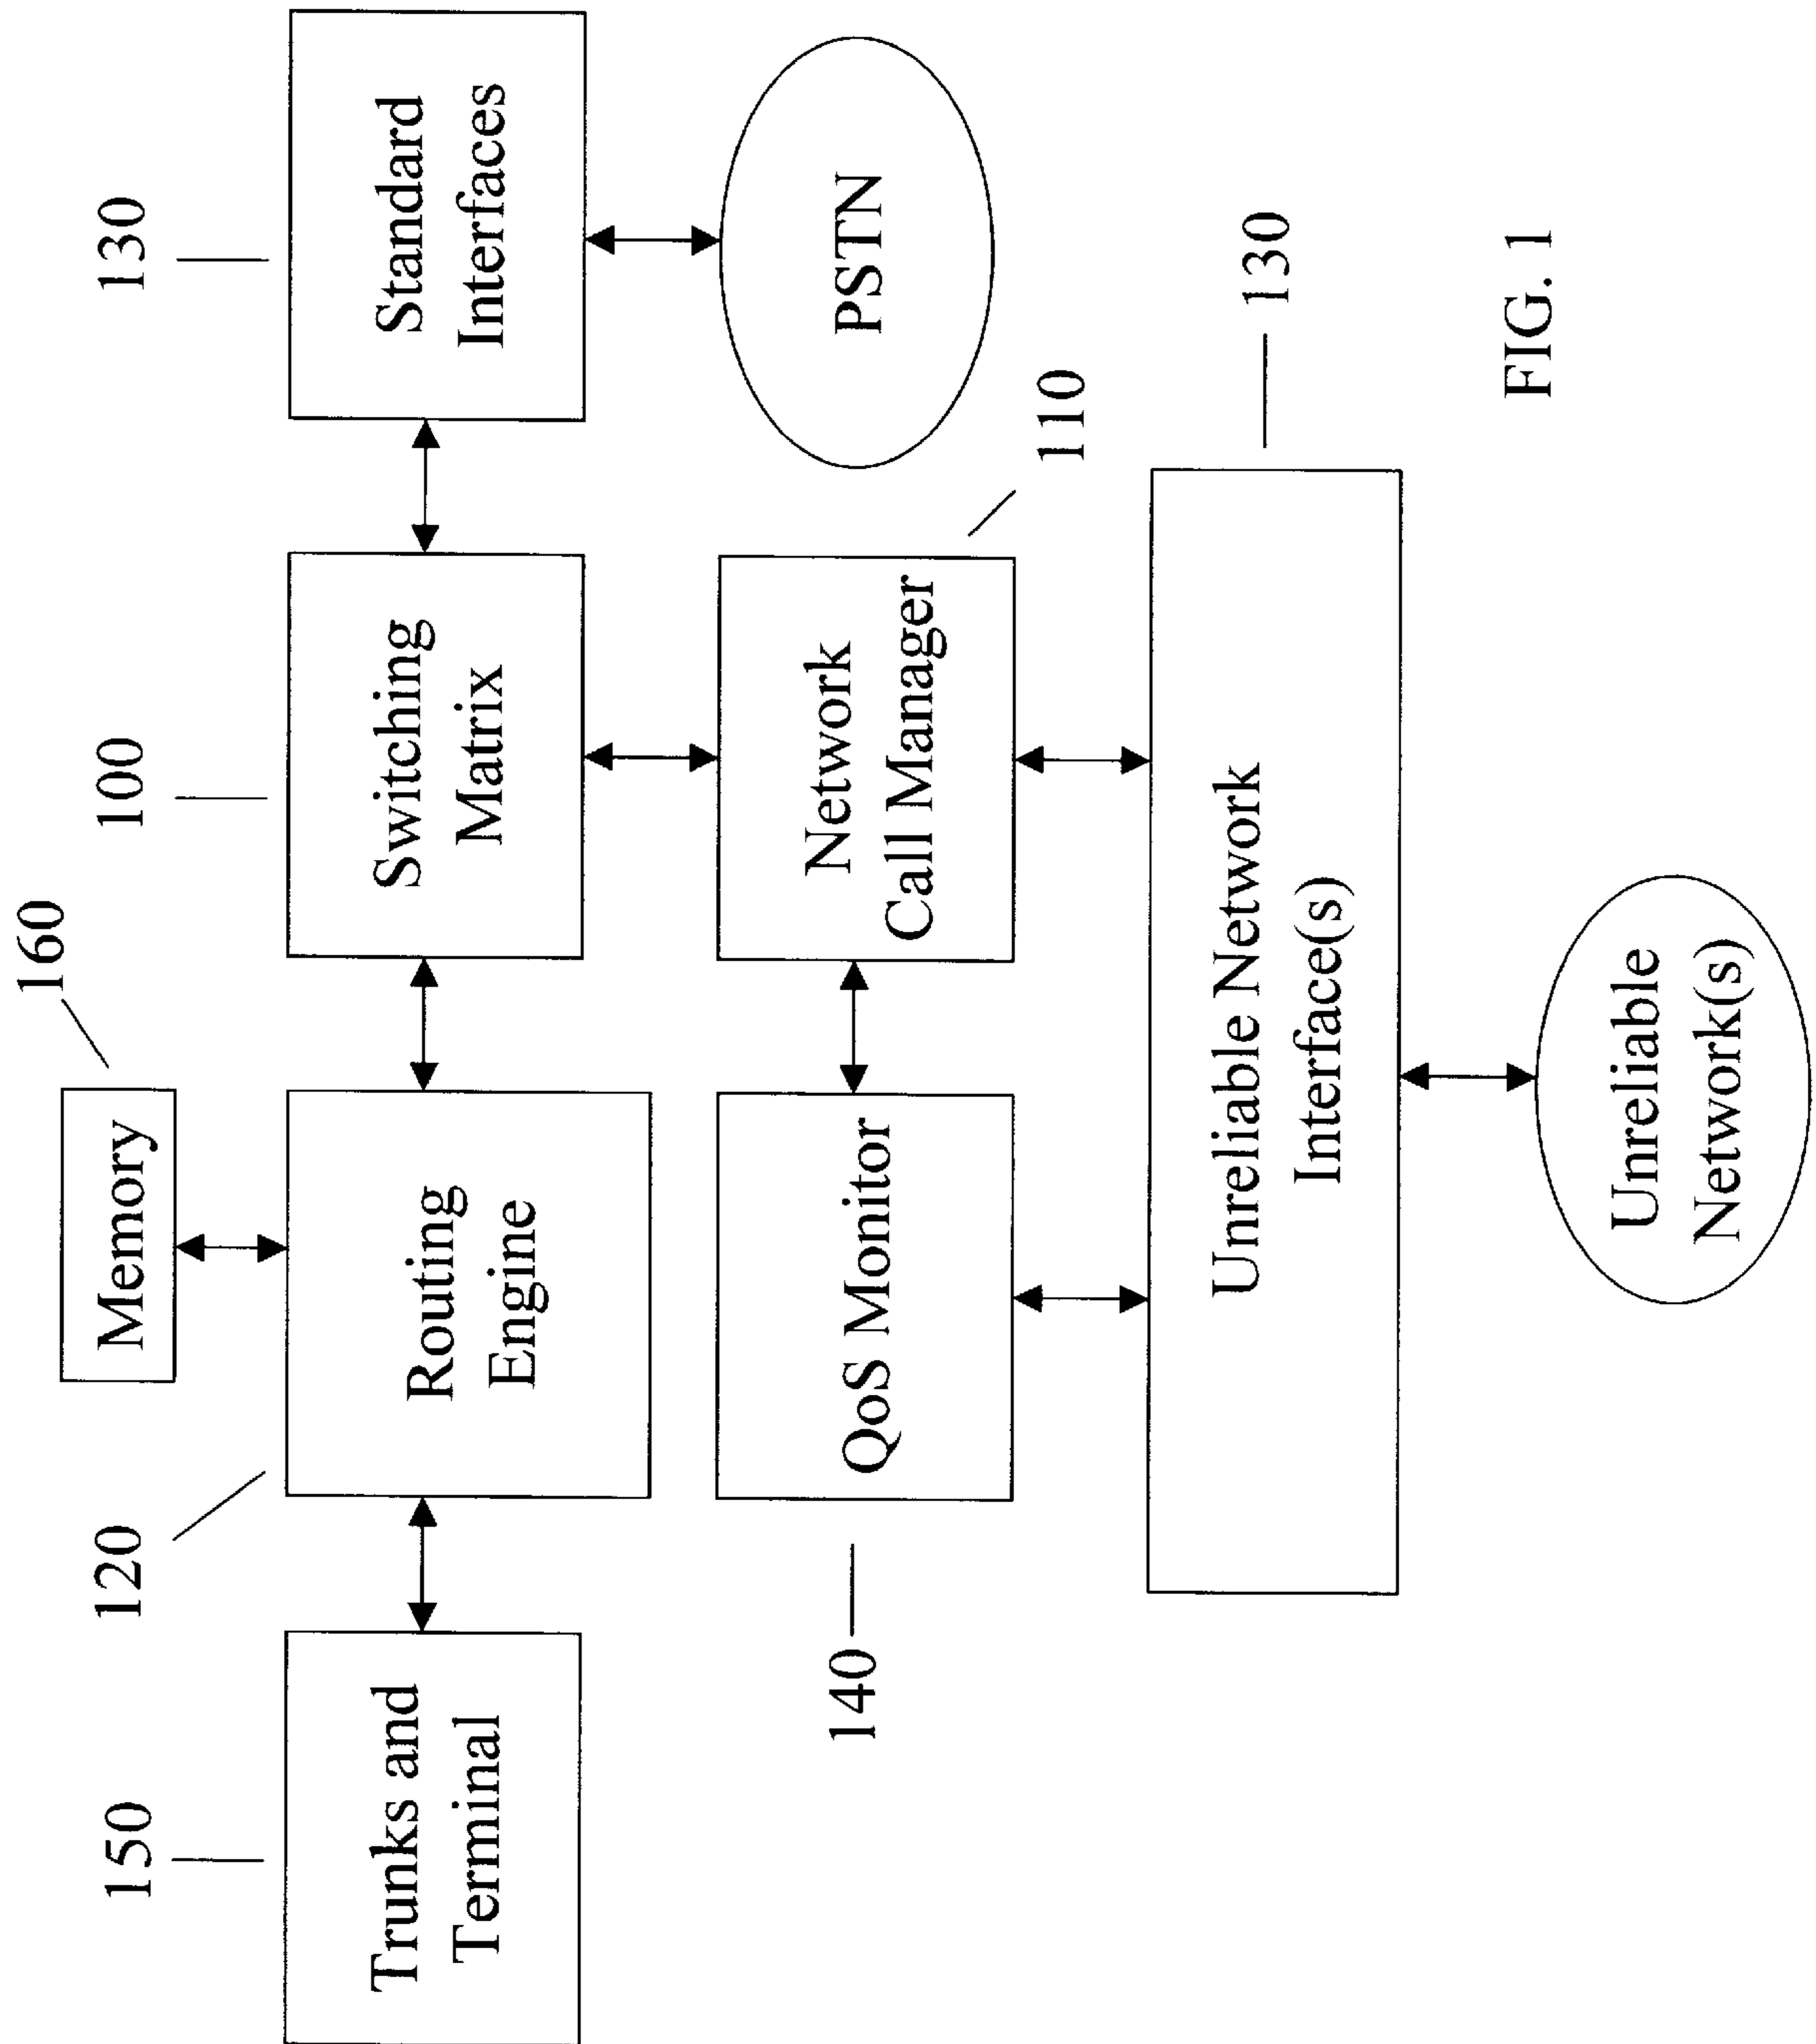 160
Memory
150
120
100
130
Trunks and
Terminal
Routing
Engine
Switching
Matrix
Standard
Interfaces
140
QoS Monitor
Network
Call Manager
110
PSTN
Unreliable Network
Interface(s)
130
Unreliable
Network(s)
FIG. 1